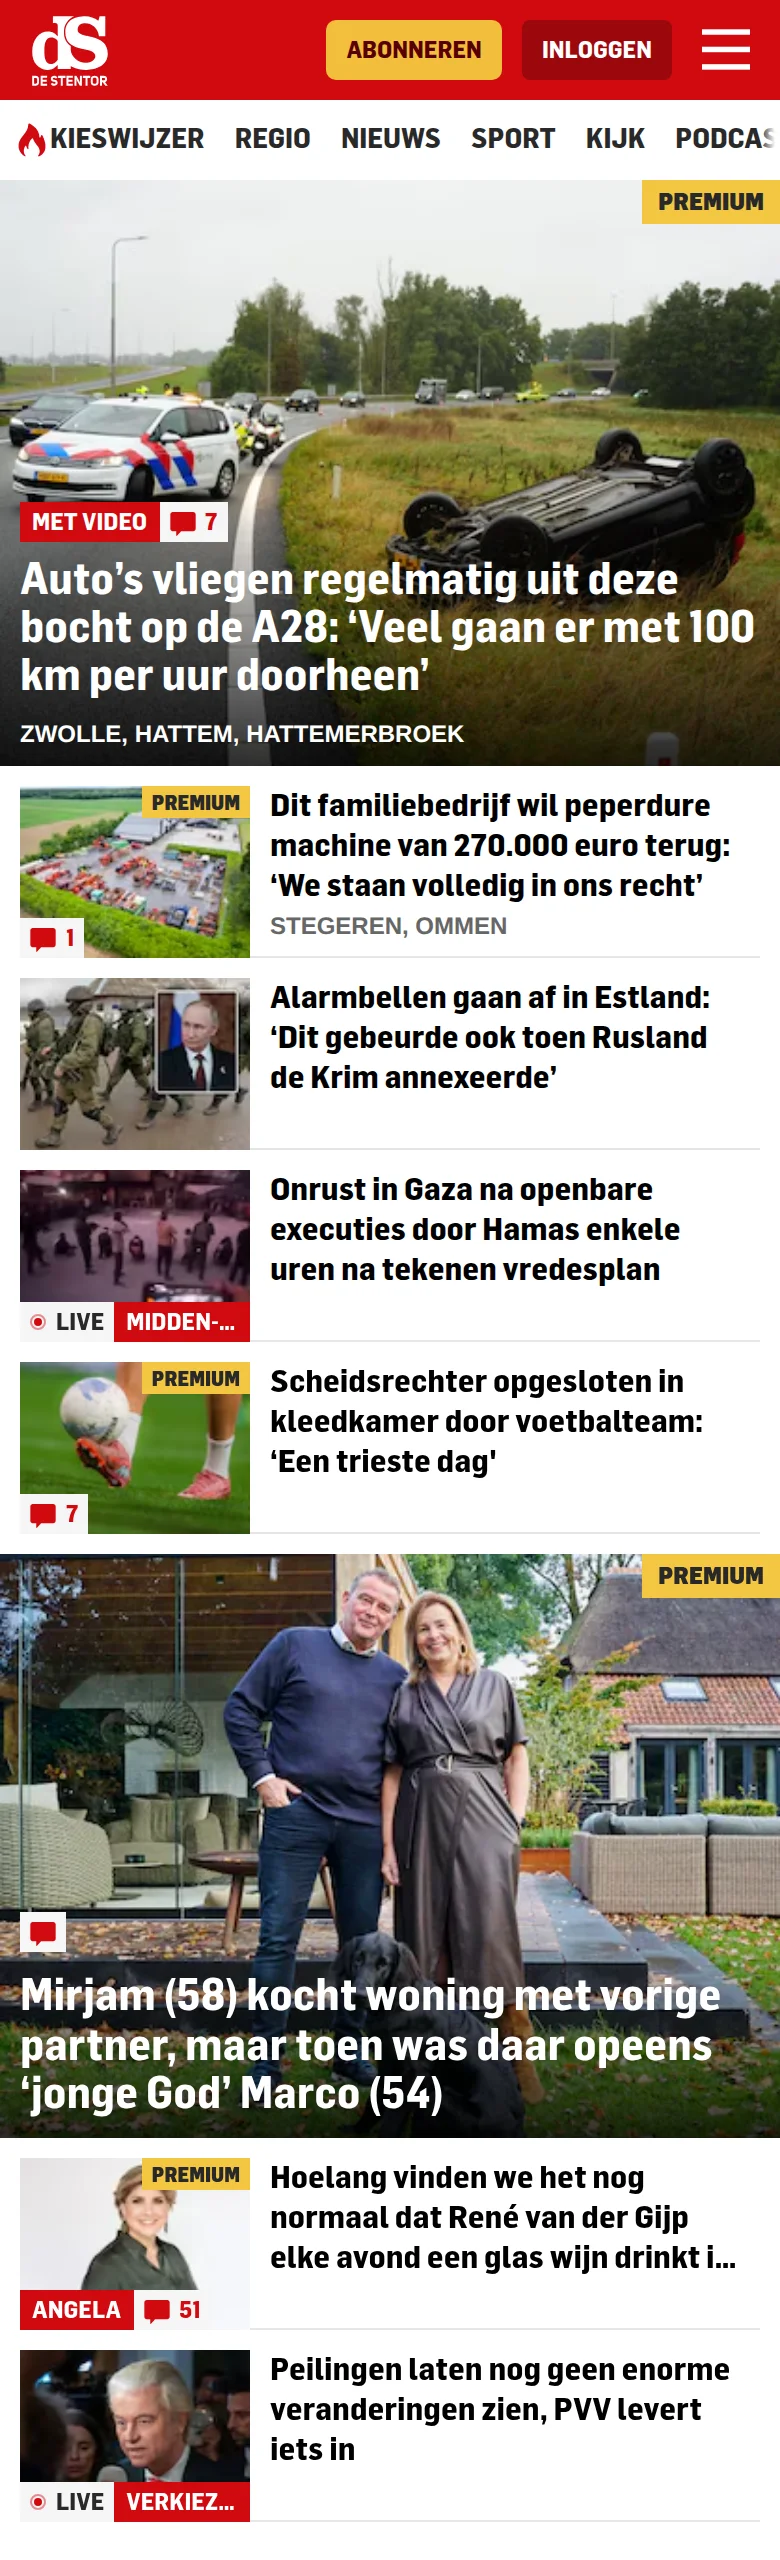 dS
DE STENTOR
ABONNEREN
INLOGGEN
KIESWIJZER REGIO NIEUWS SPORT KIJK PODCAS
PREMIUM
MET VIDEO 7
Auto’s vliegen regelmatig uit deze
bocht op de A28: ‘Veel gaan er met 100
km per uur doorheen’
ZWOLLE, HATTEM, HATTEMERBROEK
PREMIUM
1
Dit familiebedrijf wil peperdure
machine van 270.000 euro terug:
‘We staan volledig in ons recht’
STEGEREN, OMMEN
Alarmbellen gaan af in Estland:
‘Dit gebeurde ook toen Rusland
de Krim annexeerde’
LIVE MIDDEN-...
Onrust in Gaza na openbare
executies door Hamas enkele
uren na tekenen vredesplan
PREMIUM
7
Scheidsrechter opgesloten in
kleedkamer door voetbalteam:
‘Een trieste dag'
PREMIUM
Mirjam (58) kocht woning met vorige
partner, maar toen was daar opeens
‘jonge God’ Marco (54)
PREMIUM
ANGELA 51
Hoelang vinden we het nog
normaal dat René van der Gijp
elke avond een glas wijn drinkt i...
LIVE VERKIEZ...
Peilingen laten nog geen enorme
veranderingen zien, PVV levert
iets in